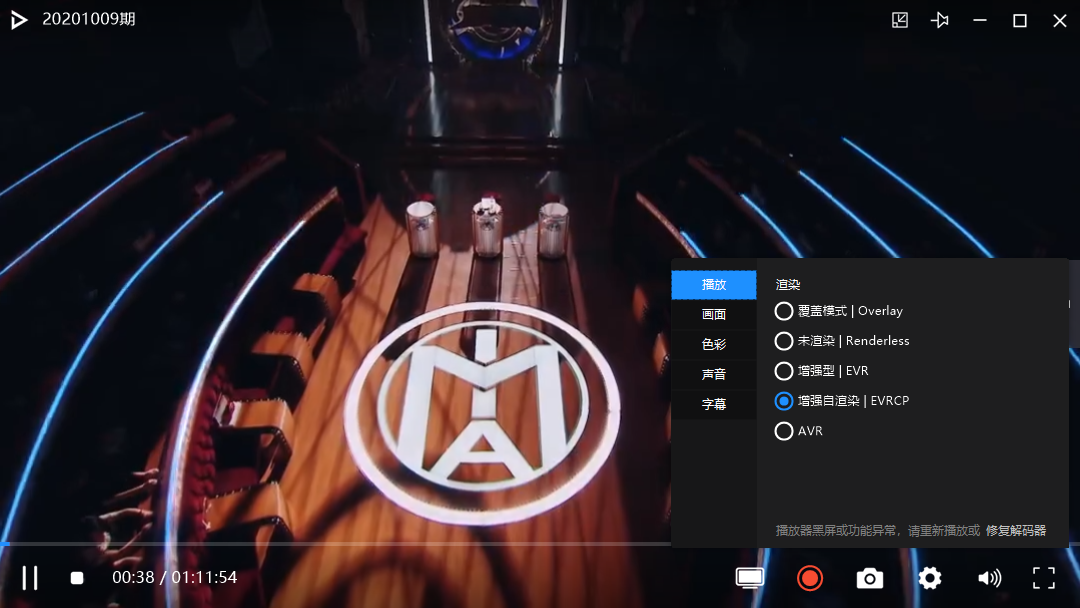 20201009期
播放
画面
色彩
声音
字幕
渲染
覆盖模式 | Overlay
未渲染 | Renderless
增强型 | EVR
增强自渲染 | EVRCP
AVR
播放器黑屏或功能异常，请重新播放或 修复解码器
00:38 / 01:11:54